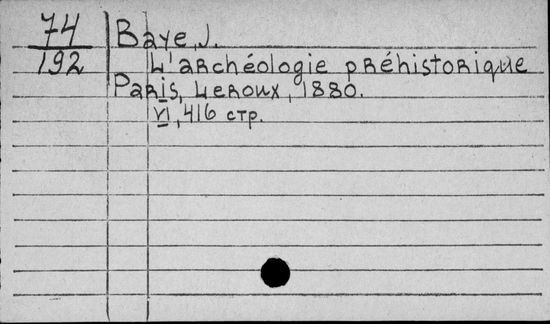 74
192
Baye, J.
L'archéologie préhistorique
Paris, Leroux, 1880.
VI, 416 стр.